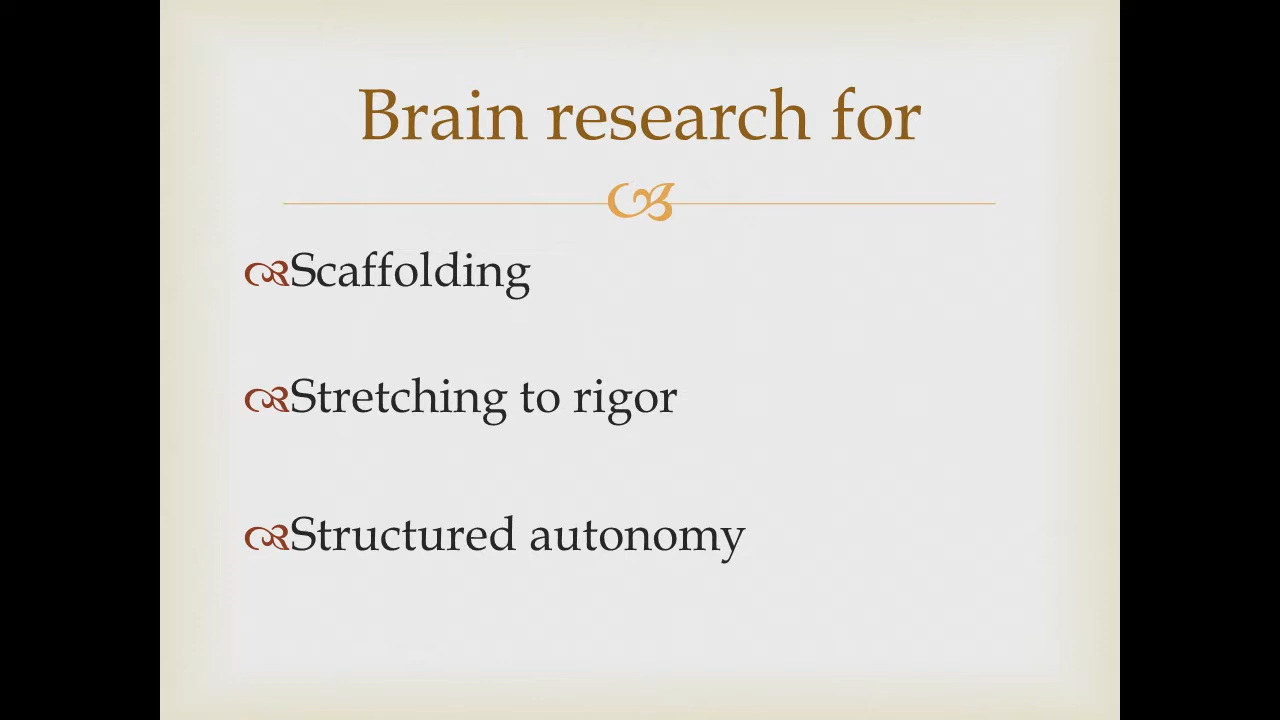 Brain research for
Scaffolding
Stretching to rigor
Structured autonomy